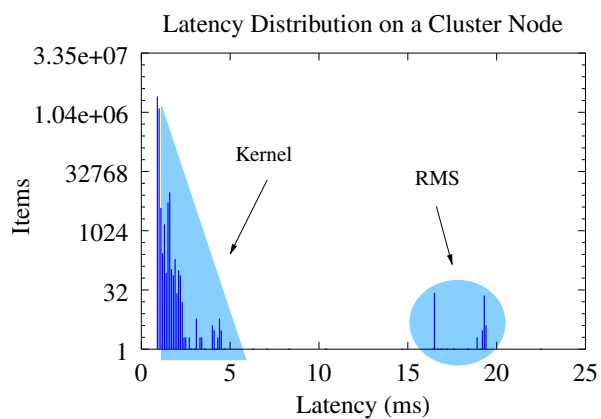 Latency Distribution on a Cluster Node
3.35e+07
1.04e+06
32768
1024
32
1
Items
Kernel
RMS
0 5 10 15 20 25
Latency (ms)